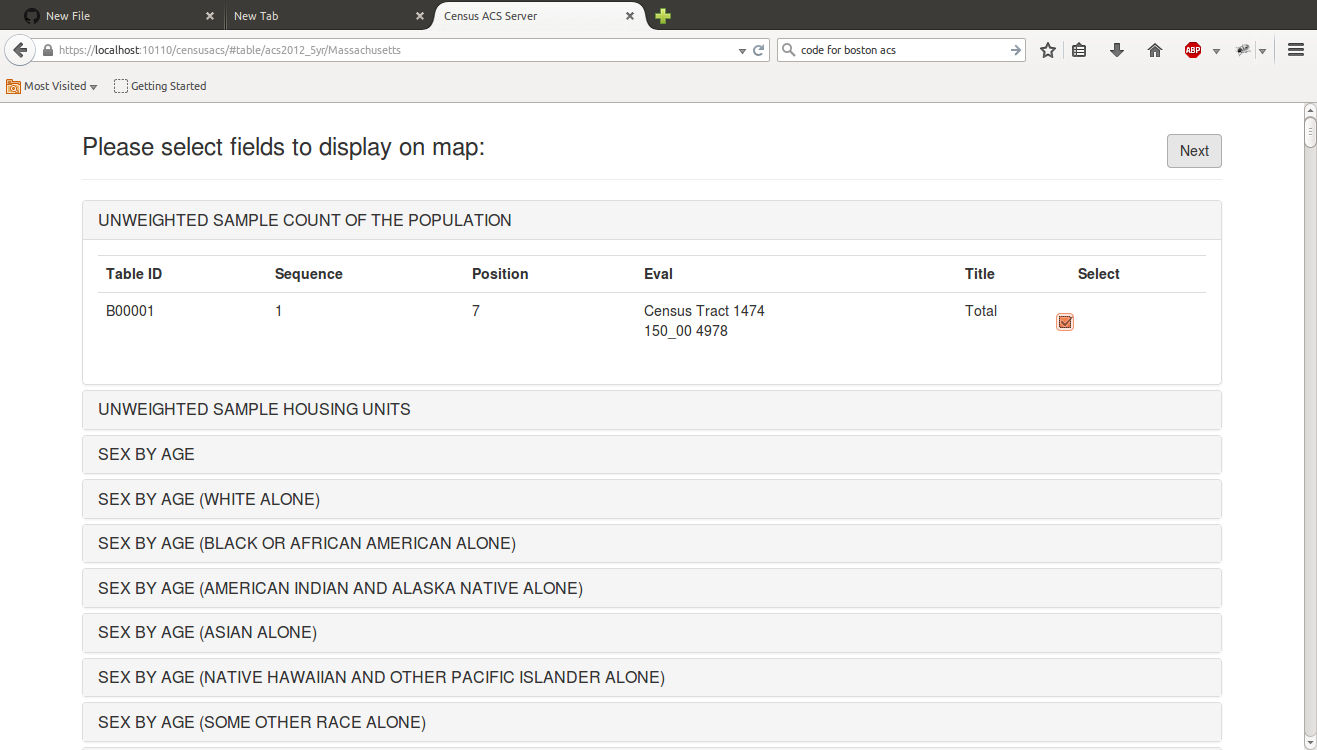 New File
New Tab
Census ACS Server
https://localhost:10110/censusacs/#table/acs2012_5yr/Massachusetts
code for boston acs
ABP
Most Visited
Getting Started
Please select fields to display on map:
Next
UNWEIGHTED SAMPLE COUNT OF THE POPULATION
Table ID Sequence Position Eval Title Select
B00001 1 7 Census Tract 1474 Total
150_00 4978
UNWEIGHTED SAMPLE HOUSING UNITS
SEX BY AGE
SEX BY AGE (WHITE ALONE)
SEX BY AGE (BLACK OR AFRICAN AMERICAN ALONE)
SEX BY AGE (AMERICAN INDIAN AND ALASKA NATIVE ALONE)
SEX BY AGE (ASIAN ALONE)
SEX BY AGE (NATIVE HAWAIIAN AND OTHER PACIFIC ISLANDER ALONE)
SEX BY AGE (SOME OTHER RACE ALONE)